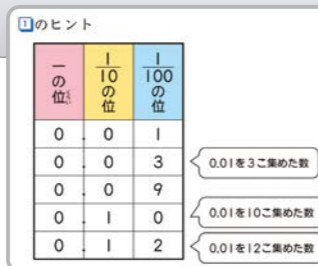 1のヒント
一の位 くらい 1/10の位 1/100の位
0 . 0 1
0 . 0 3 0.01を3こ集めた数
0 . 0 9
0 . 1 0 0.01を10こ集めた数
0 . 1 2 0.01を12こ集めた数